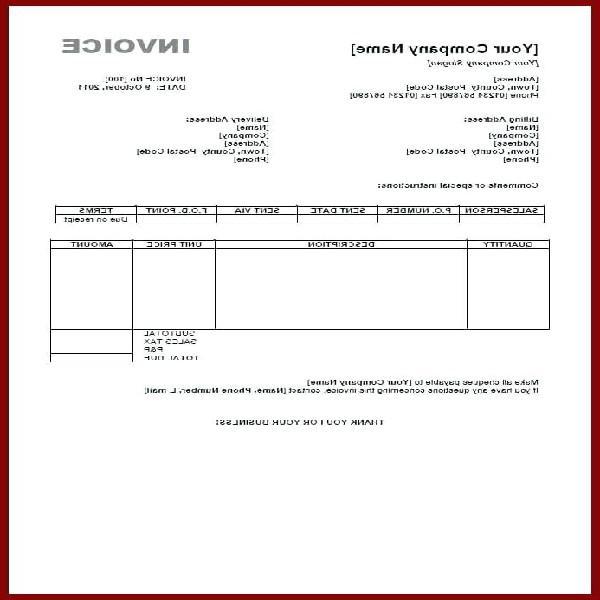 [Your Company Name] INVOICE
[Your Company Slogan]
[Address] INVOICE No [100]
[Town, County, Postal Code] DATE: 9 October, 2011
Phone [01234 567890] Fax [01234 567890]
Billing Address: Delivery Address:
[Name] [Name]
[Company] [Company]
[Address] [Address]
[Town, County, Postal Code] [Town, County, Postal Code]
[Phone] [Phone]
Comments or special instructions:
SALESPERSON P.O. NUMBER SENT DATE SENT VIA F.O.B. POINT TERMS
Due on receipt
QUANTITY DESCRIPTION UNIT PRICE AMOUNT
SUBTOTAL
SALES TAX
P&P
TOTAL DUE
Make all cheques payable to [Your Company Name]
If you have any questions concerning this invoice, contact [Name, Phone Number, E.mail]
THANK YOU FOR YOUR BUSINESS!